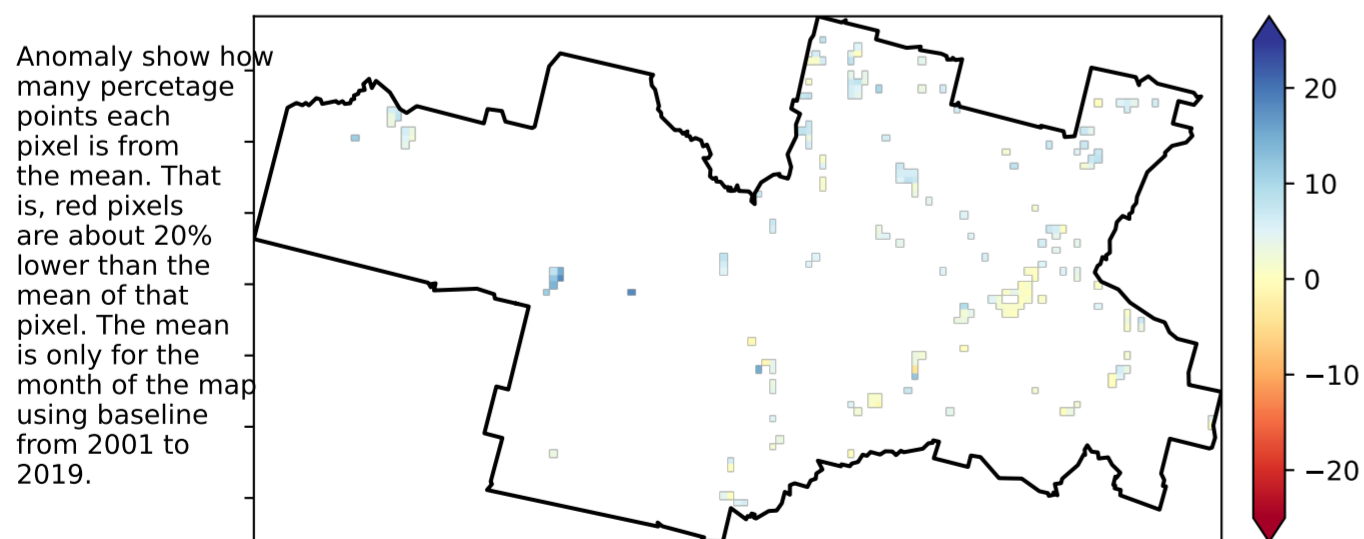 Anomaly show how
many percetage
points each
pixel is from
the mean. That
is, red pixels
are about 20%
lower than the
mean of that
pixel. The mean
is only for the
month of the map
using baseline
from 2001 to
2019.
20
10
0
−10
−20